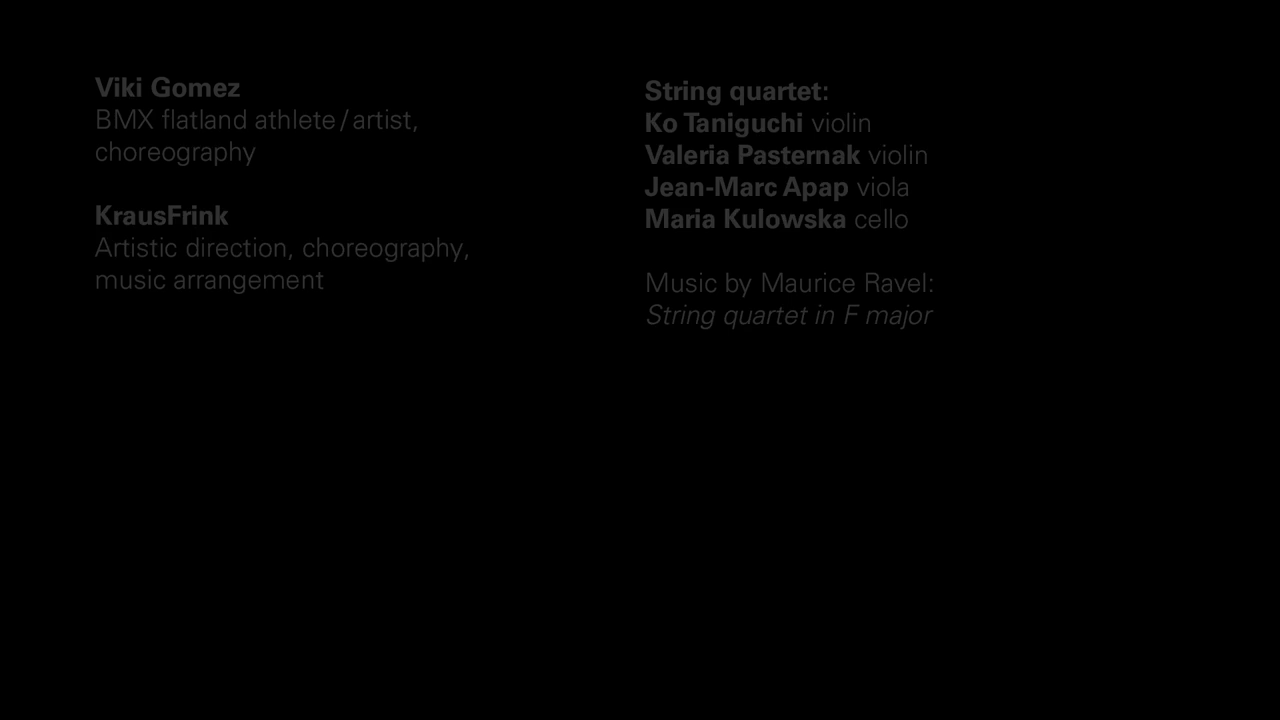 Viki Gomez
BMX flatland athlete / artist,
choreography
KrausFrink
Artistic direction, choreography,
music arrangement
String quartet:
Ko Taniguchi violin
Valeria Pasternak violin
Jean-Marc Apap viola
Maria Kulowska cello
Music by Maurice Ravel:
String quartet in F major